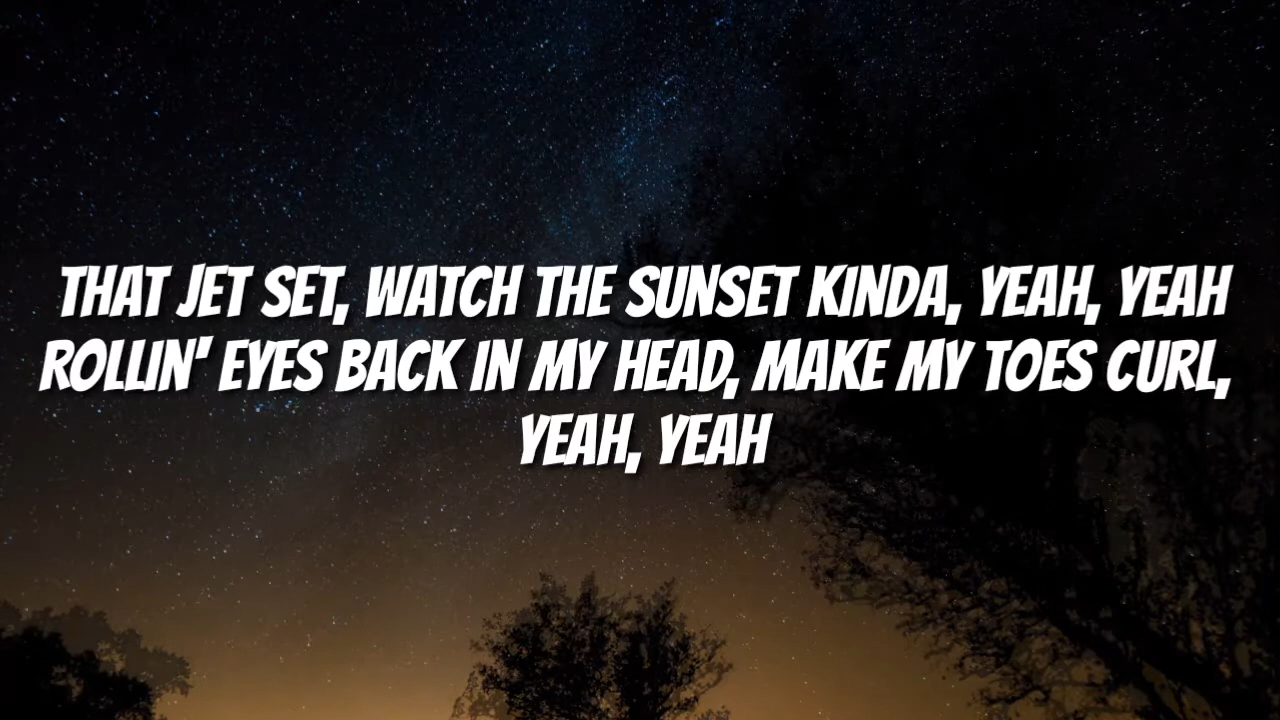 THAT JET SET, WATCH THE SUNSET KINDA, YEAH, YEAH
ROLLIN' EYES BACK IN MY HEAD, MAKE MY TOES CURL,
YEAH, YEAH